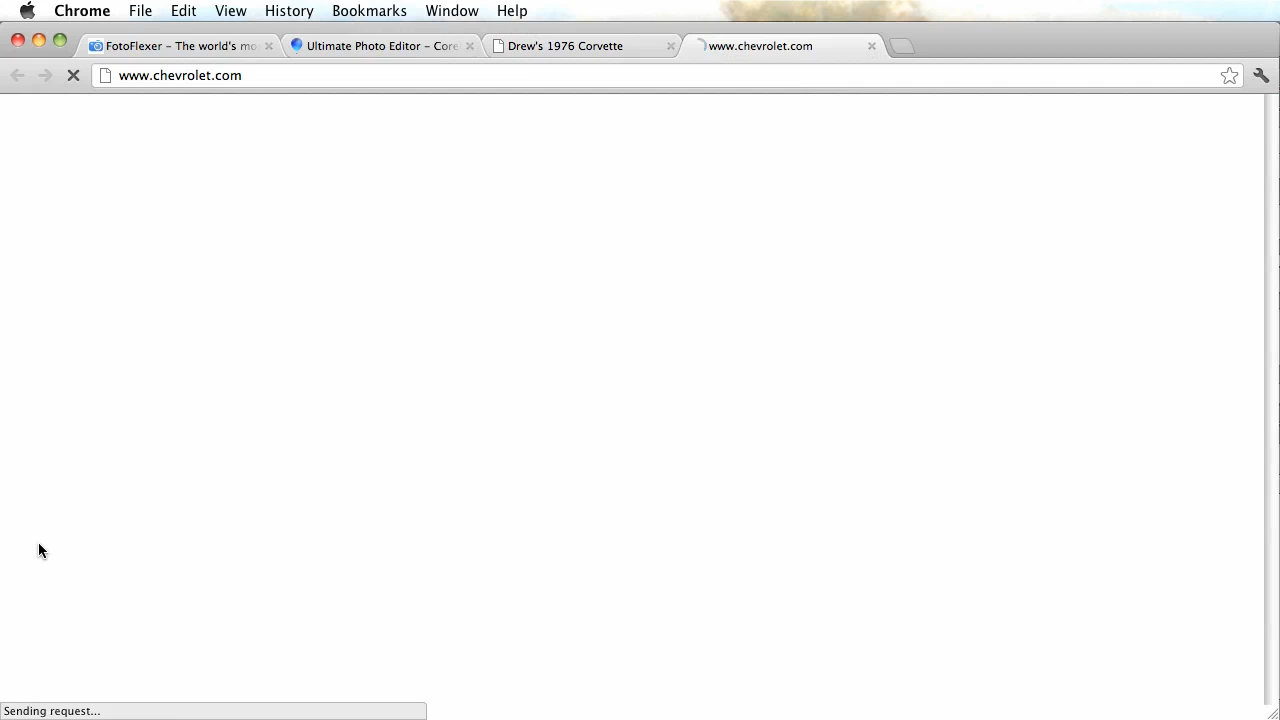 Chrome File Edit View History Bookmarks Window Help
FotoFlexer – The world's mo
Ultimate Photo Editor – Core
Drew's 1976 Corvette
www.chevrolet.com
www.chevrolet.com
Sending request...